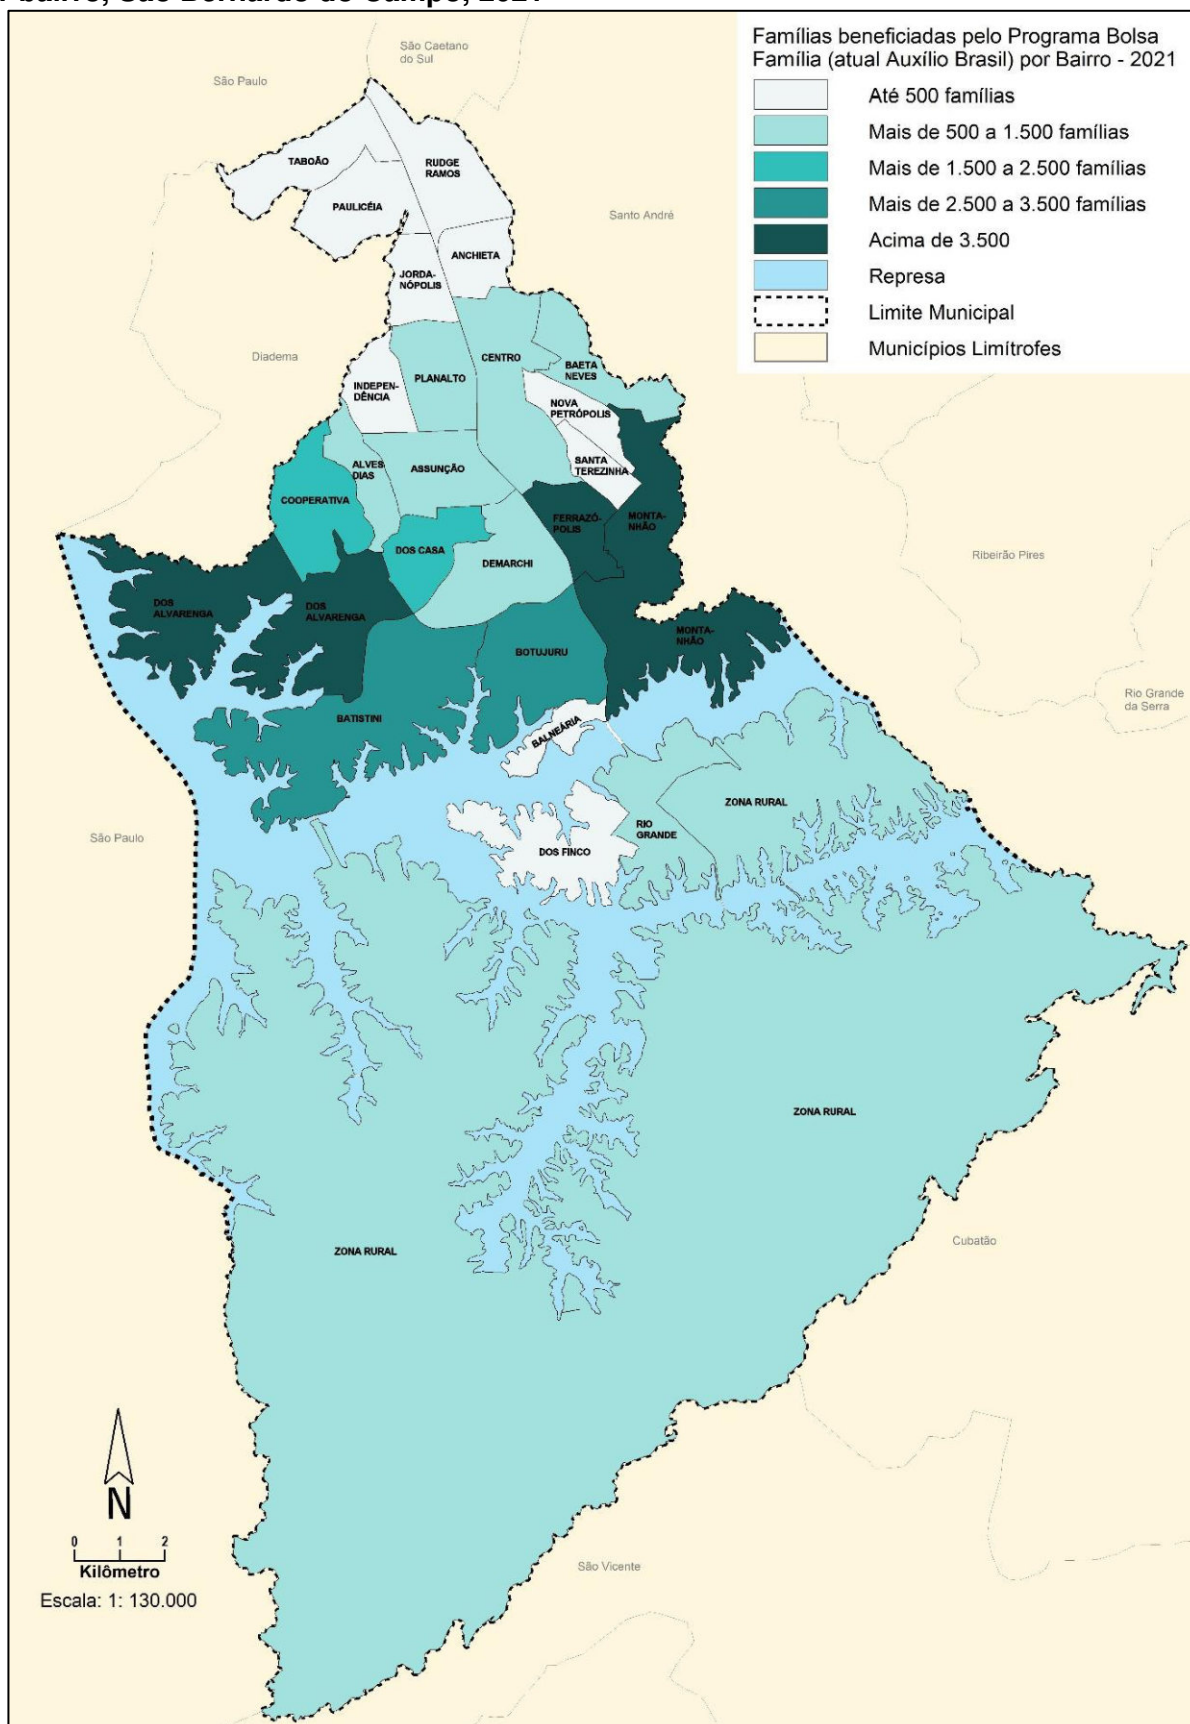 bairro, São Bernardo do Campo, 2021
Famílias beneficiadas pelo Programa Bolsa
Família (atual Auxílio Brasil) por Bairro - 2021
Até 500 famílias
Mais de 500 a 1.500 famílias
Mais de 1.500 a 2.500 famílias
Mais de 2.500 a 3.500 famílias
Acima de 3.500
Represa
Limite Municipal
Municípios Limítrofes
São Caetano
do Sul
São Paulo
TABOÃO
RUDGE
RAMOS
PAULICÉIA
Santo André
ANCHIETA
JORDA-
NÓPOLIS
Diadema
CENTRO
BAETA
NEVES
PLANALTO
INDEPEN-
DÊNCIA
NOVA
PETRÓPOLIS
ALVES
DIAS
ASSUNÇÃO
SANTA
TEREZINHA
COOPERATIVA
FERRAZÓ-
POLIS
MONTA-
NHÃO
DOS CASA
DEMARCHI
Ribeirão Pires
DOS
ALVARENGA
DOS
ALVARENGA
MONTA-
NHÃO
BOTUJURU
Rio Grande
da Serra
BATISTINI
BALNEÁRIA
ZONA RURAL
São Paulo
RIO
GRANDE
DOS FINCO
ZONA RURAL
Cubatão
ZONA RURAL
N
0 1 2
Kilômetro
Escala: 1: 130.000
São Vicente